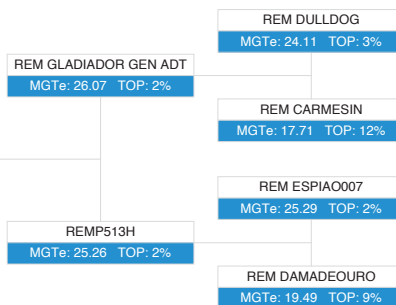 REM DULLDOG
MGTe: 24.11 TOP: 3%
REM GLADIADOR GEN ADT
MGTe: 26.07 TOP: 2%
REM CARMESIN
MGTe: 17.71 TOP: 12%
REM ESPIAO007
MGTe: 25.29 TOP: 2%
REMP513H
MGTe: 25.26 TOP: 2%
REM DAMADEOURO
MGTe: 19.49 TOP: 9%